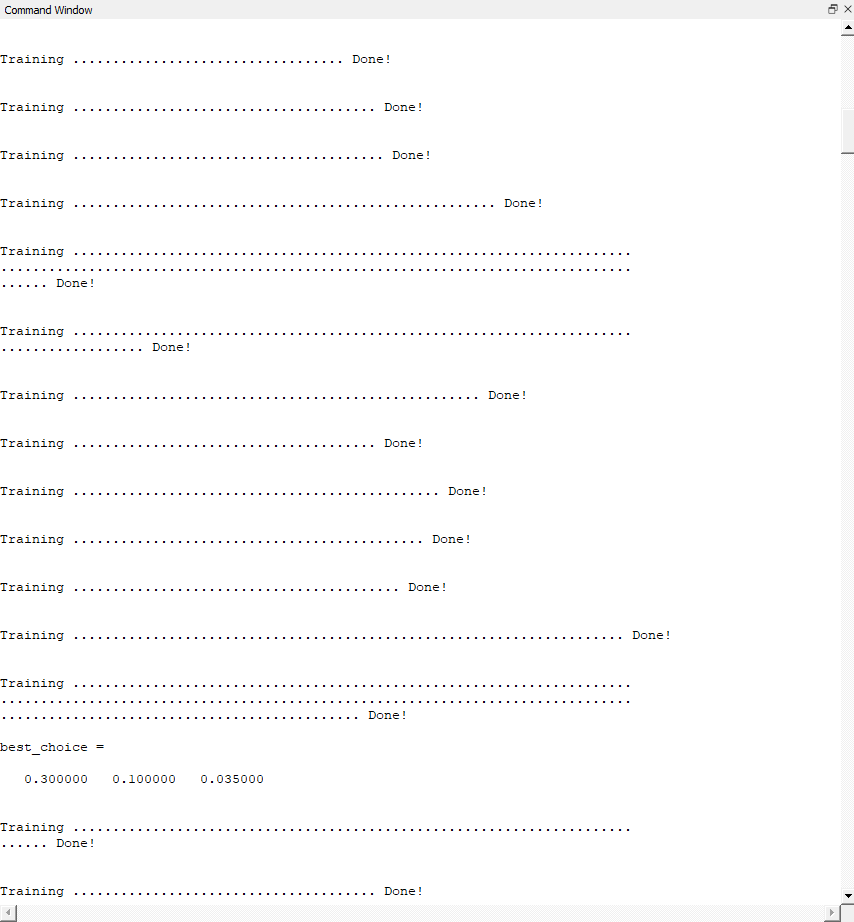 Command Window
Training .................................. Done!
Training ...................................... Done!
Training ....................................... Done!
Training ..................................................... Done!
Training ......................................................................
...............................................................................
...... Done!
Training ......................................................................
.................. Done!
Training ................................................... Done!
Training ...................................... Done!
Training .............................................. Done!
Training ............................................ Done!
Training ......................................... Done!
Training ..................................................................... Done!
Training ......................................................................
...............................................................................
............................................. Done!
best_choice =
0.300000   0.100000   0.035000
Training ......................................................................
...... Done!
Training ...................................... Done!